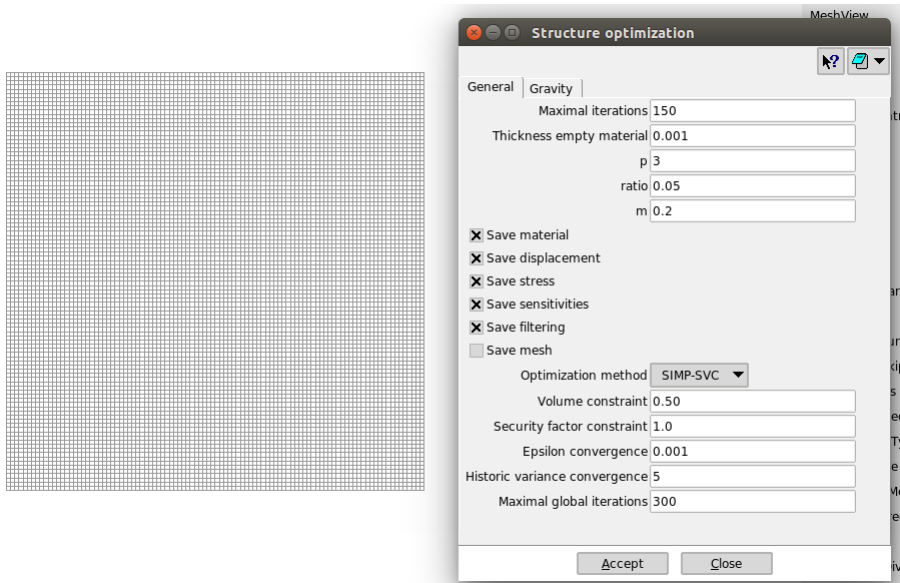 MeshView
Structure optimization
General Gravity
Maximal iterations 150
Thickness empty material 0.001
p 3
ratio 0.05
m 0.2
Save material
Save displacement
Save stress
Save sensitivities
Save filtering
Save mesh
Optimization method SIMP-SVC
Volume constraint 0.50
Security factor constraint 1.0
Epsilon convergence 0.001
Historic variance convergence 5
Maximal global iterations 300
Accept Close